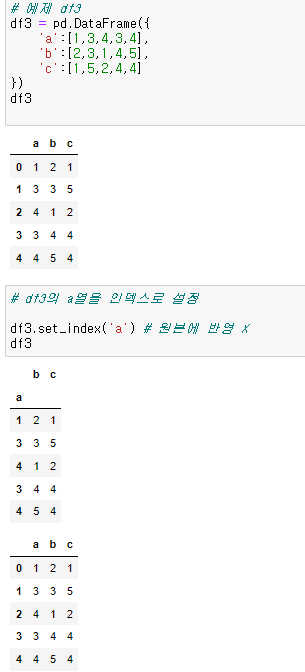 # 예제 df3
df3 = pd.DataFrame({
'a':[1,3,4,3,4],
'b':[2,3,1,4,5],
'c':[1,5,2,4,4]
})
df3
a b c
0 1 2 1
1 3 3 5
2 4 1 2
3 3 4 4
4 4 5 4
# df3의 a열을 인덱스로 설정
df3.set_index('a') # 원본에 반영 X
df3
b c
a
1 2 1
3 3 5
4 1 2
3 4 4
4 5 4
a b c
0 1 2 1
1 3 3 5
2 4 1 2
3 3 4 4
4 4 5 4